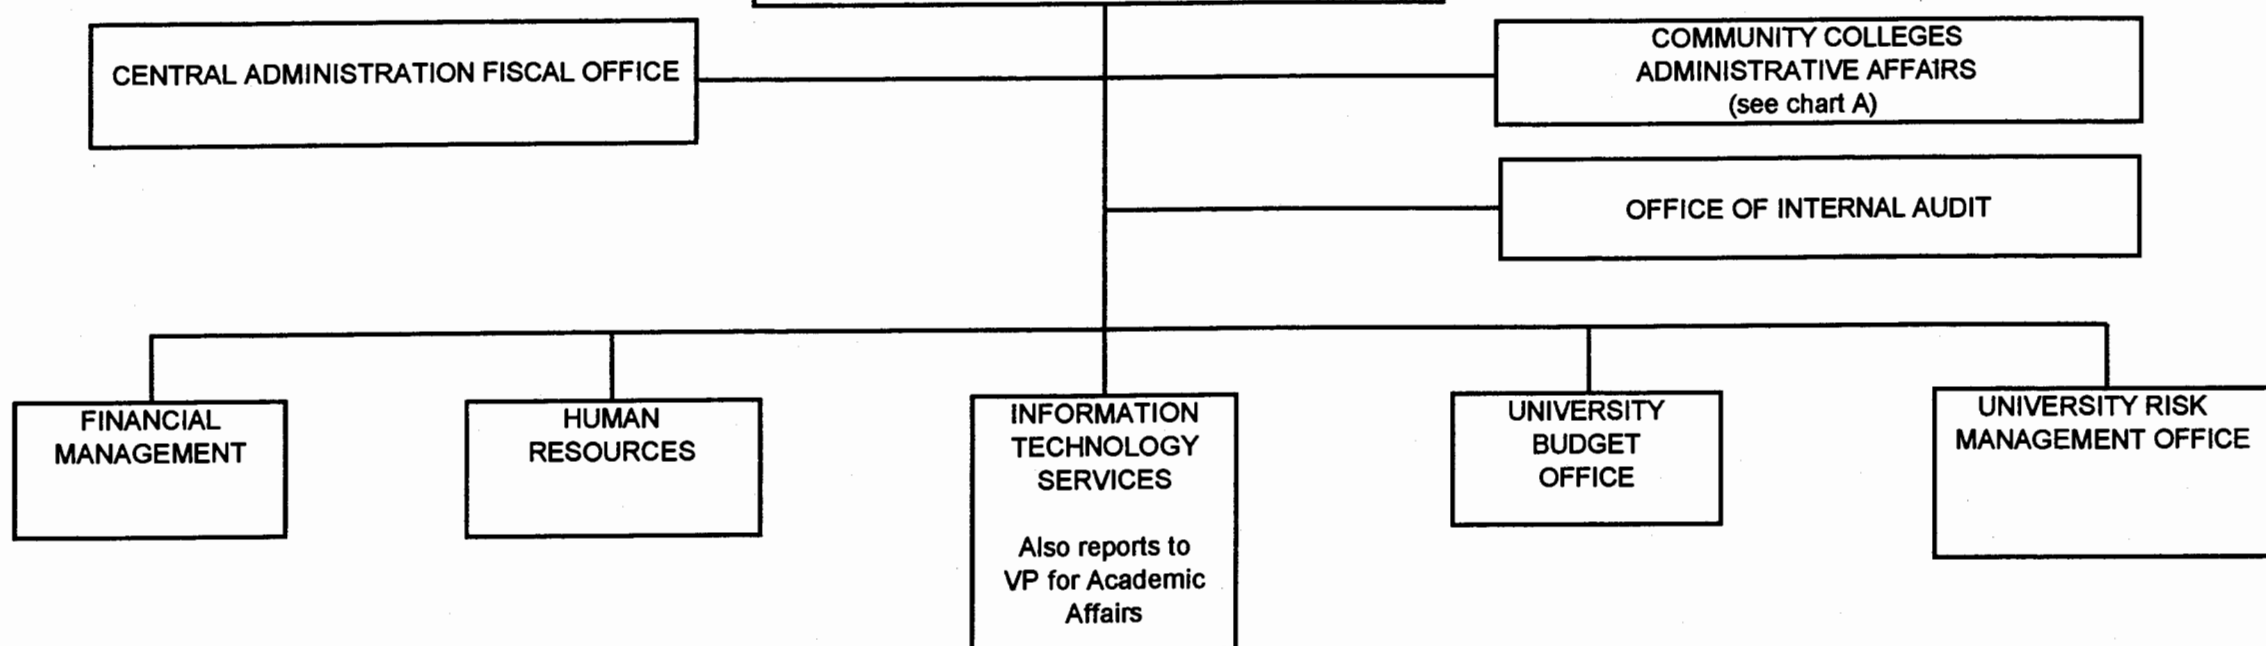 CENTRAL ADMINISTRATION FISCAL OFFICE
COMMUNITY COLLEGES
ADMINISTRATIVE AFFAIRS
(see chart A)
OFFICE OF INTERNAL AUDIT
FINANCIAL
MANAGEMENT
HUMAN
RESOURCES
INFORMATION
TECHNOLOGY
SERVICES
Also reports to
VP for Academic
Affairs
UNIVERSITY
BUDGET
OFFICE
UNIVERSITY RISK
MANAGEMENT OFFICE